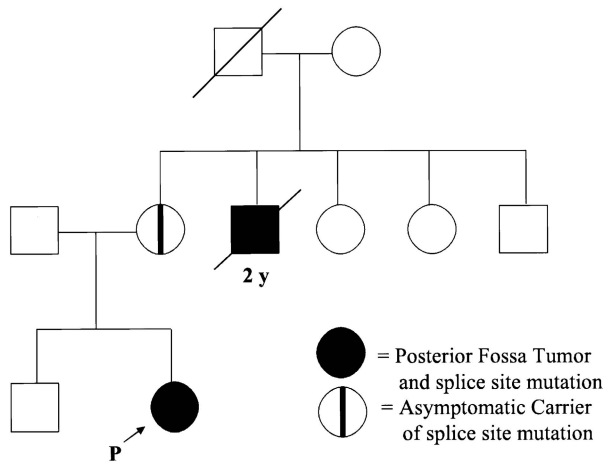 2 y
P
= Posterior Fossa Tumor
and splice site mutation
= Asymptomatic Carrier
of splice site mutation